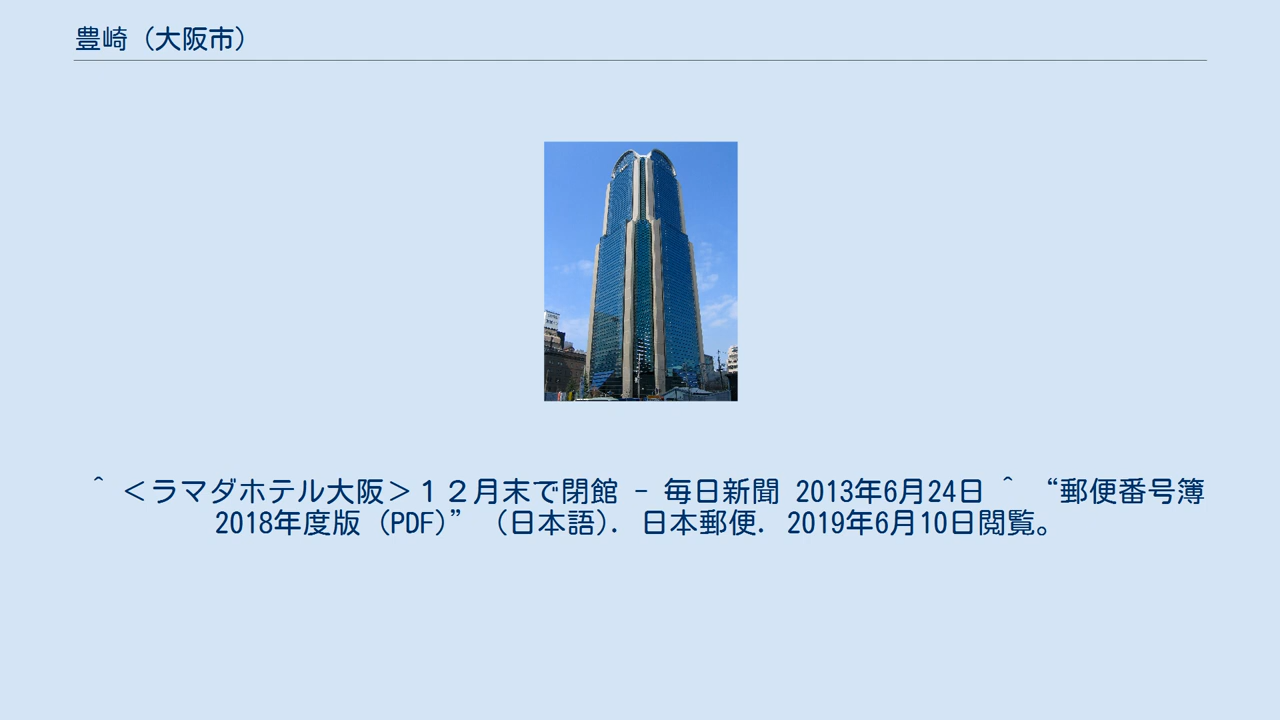 豊崎（大阪市）
^ ＜ラマダホテル大阪＞１２月末で閉館 - 毎日新聞 2013年6月24日 ^ “郵便番号簿
2018年度版（PDF）”（日本語）. 日本郵便. 2019年6月10日閲覧。